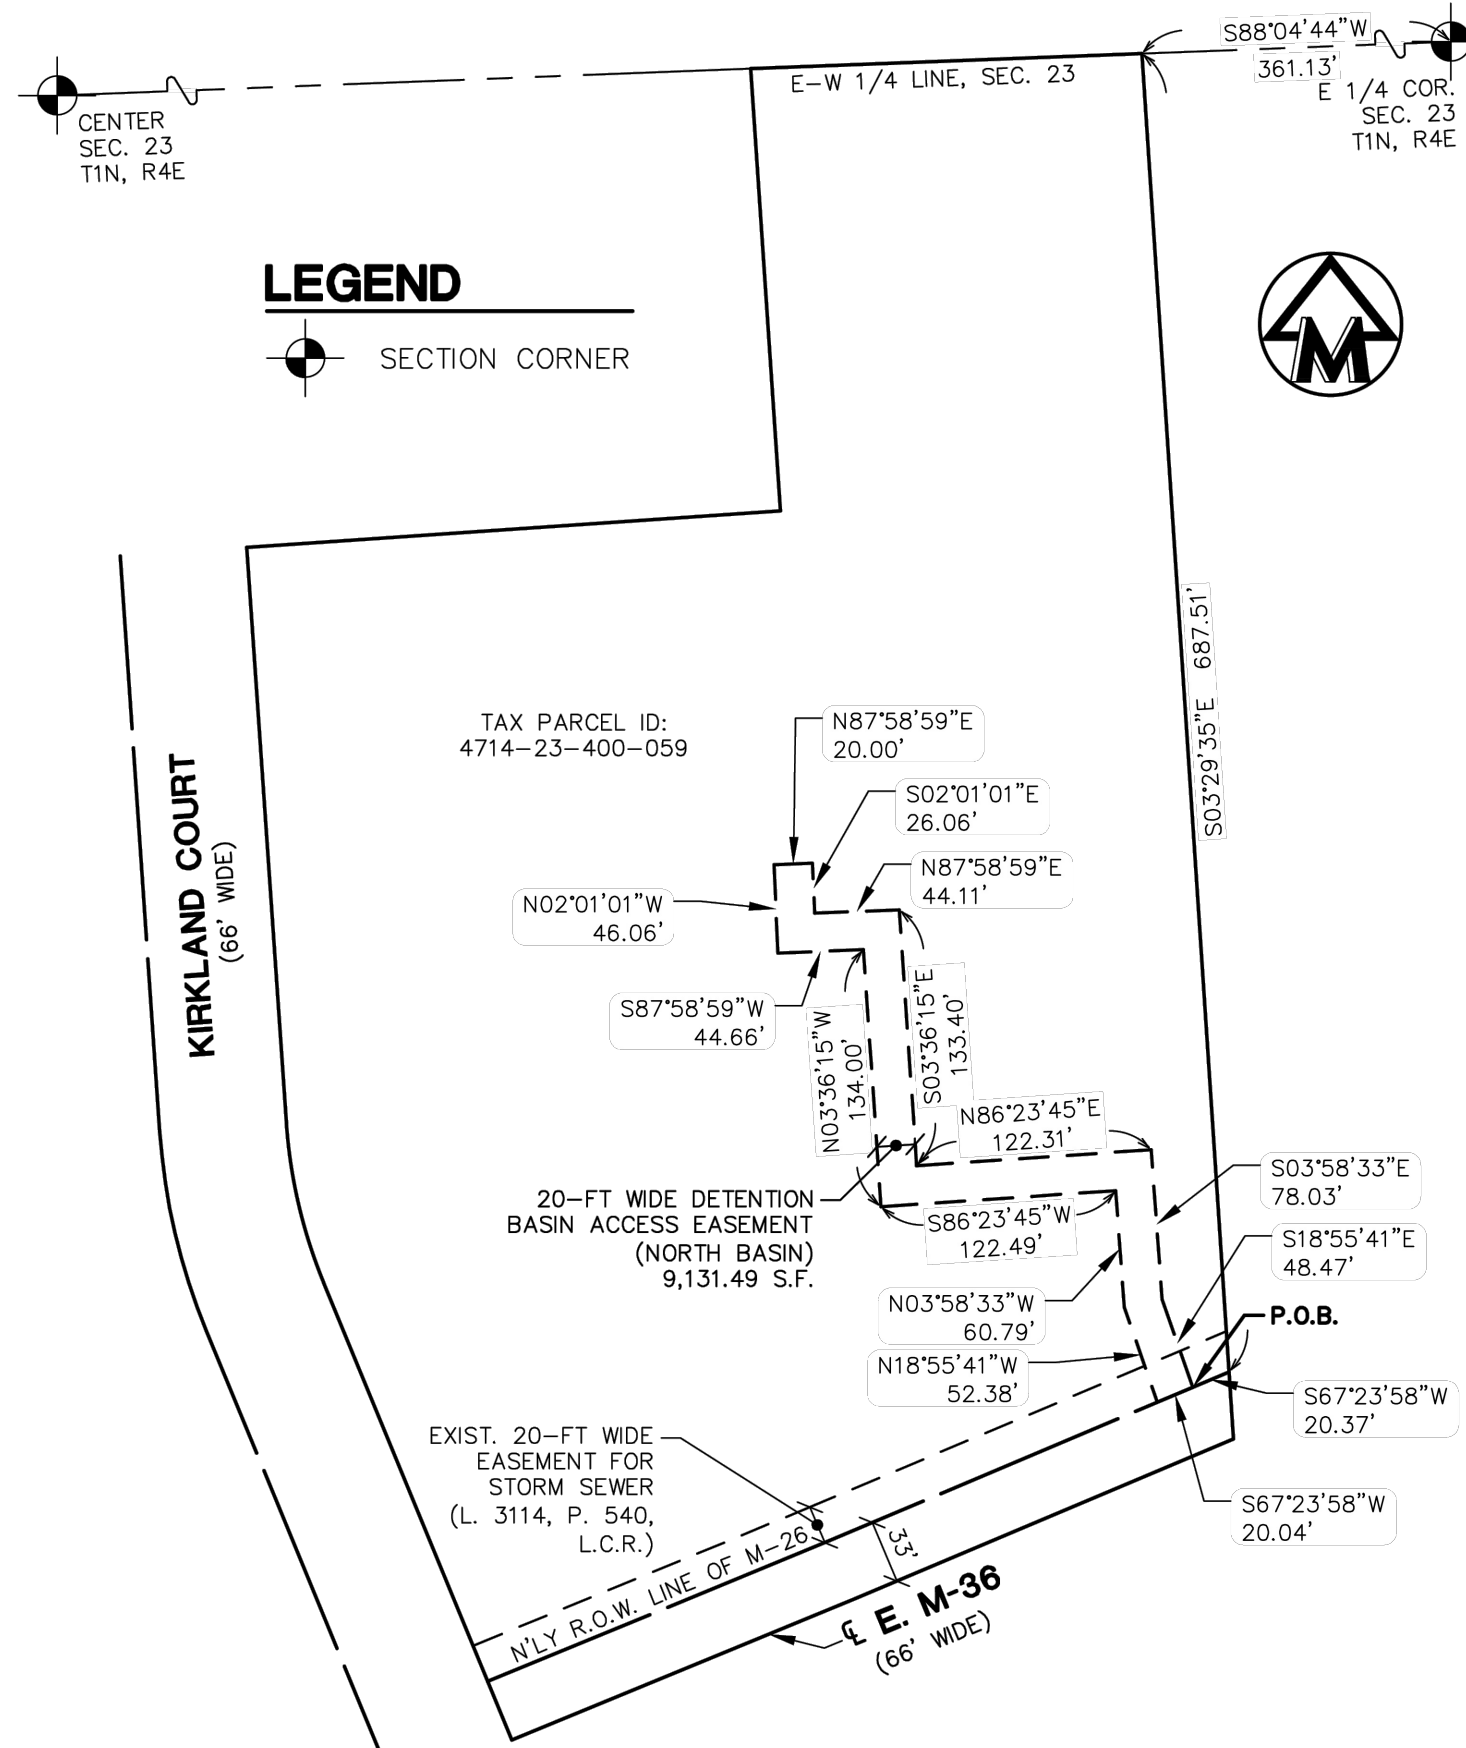 S88°04'44"W
361.13'
E-W 1/4 LINE, SEC. 23
E 1/4 COR.
SEC. 23
T1N, R4E
CENTER
SEC. 23
T1N, R4E
LEGEND
SECTION CORNER
M
S03°29'35"E 687.51'
TAX PARCEL ID:
4714-23-400-059
N87°58'59"E
20.00'
S02°01'01"E
26.06'
N87°58'59"E
44.11'
N02°01'01"W
46.06'
KIRKLAND COURT
(66' WIDE)
S87°58'59"W
44.66'
N03°36'15"W
134.00'
S03°36'15"E
133.40'
N86°23'45"E
122.31'
S03°58'33"E
78.03'
20-FT WIDE DETENTION
BASIN ACCESS EASEMENT
(NORTH BASIN)
9,131.49 S.F.
S86°23'45"W
122.49'
S18°55'41"E
48.47'
N03°58'33"W
60.79'
P.O.B.
N18°55'41"W
52.38'
S67°23'58"W
20.37'
EXIST. 20-FT WIDE
EASEMENT FOR
STORM SEWER
(L. 3114, P. 540,
L.C.R.)
S67°23'58"W
20.04'
N'LY R.O.W. LINE OF M-26
33'
℄ E. M-36
(66' WIDE)